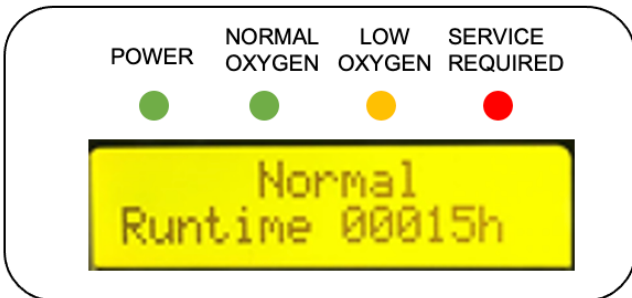 POWER
NORMAL OXYGEN
LOW OXYGEN
SERVICE REQUIRED
Normal
Runtime 00015h